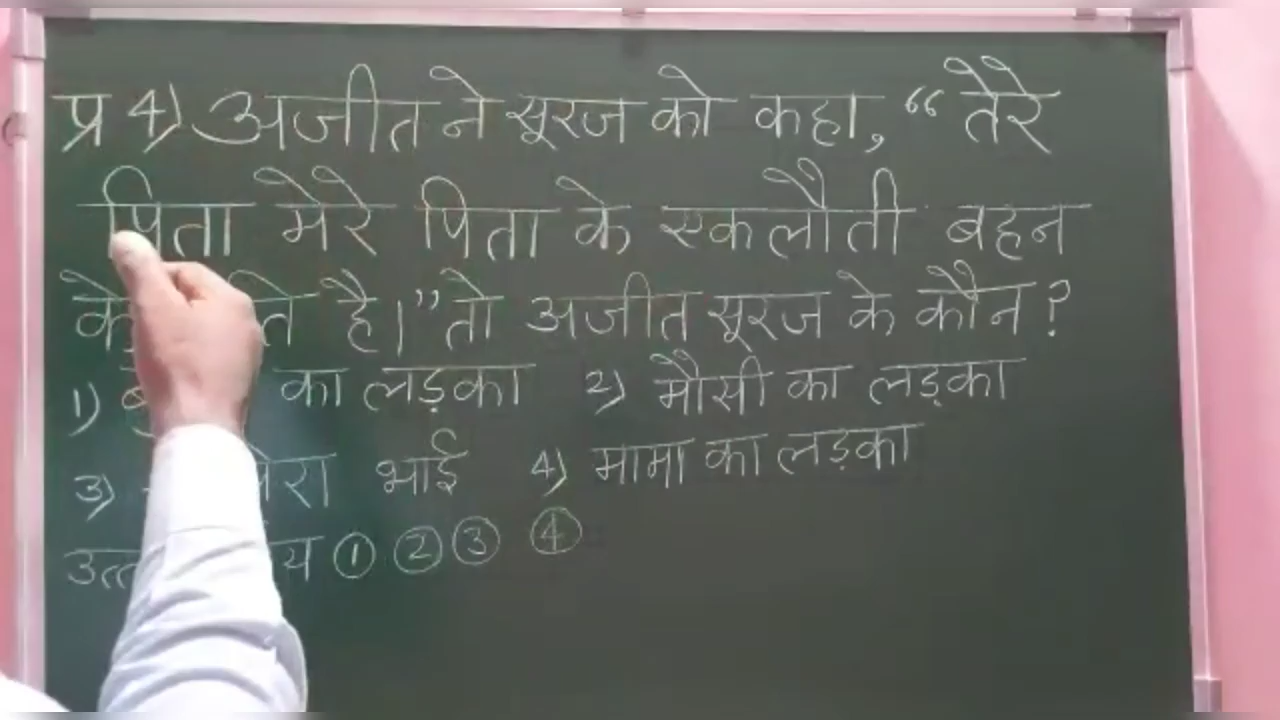 प्र 4) अजीत ने सूरज को कहा, “ तेरे
पिता मेरे पिता के एकलौती बहन
के है।” तो अजीत सूरज के कौन ?
1) का लड़का 2) मौसी का लड़का
3) भाई 4) मामा का लड़का
① ② ③ ④